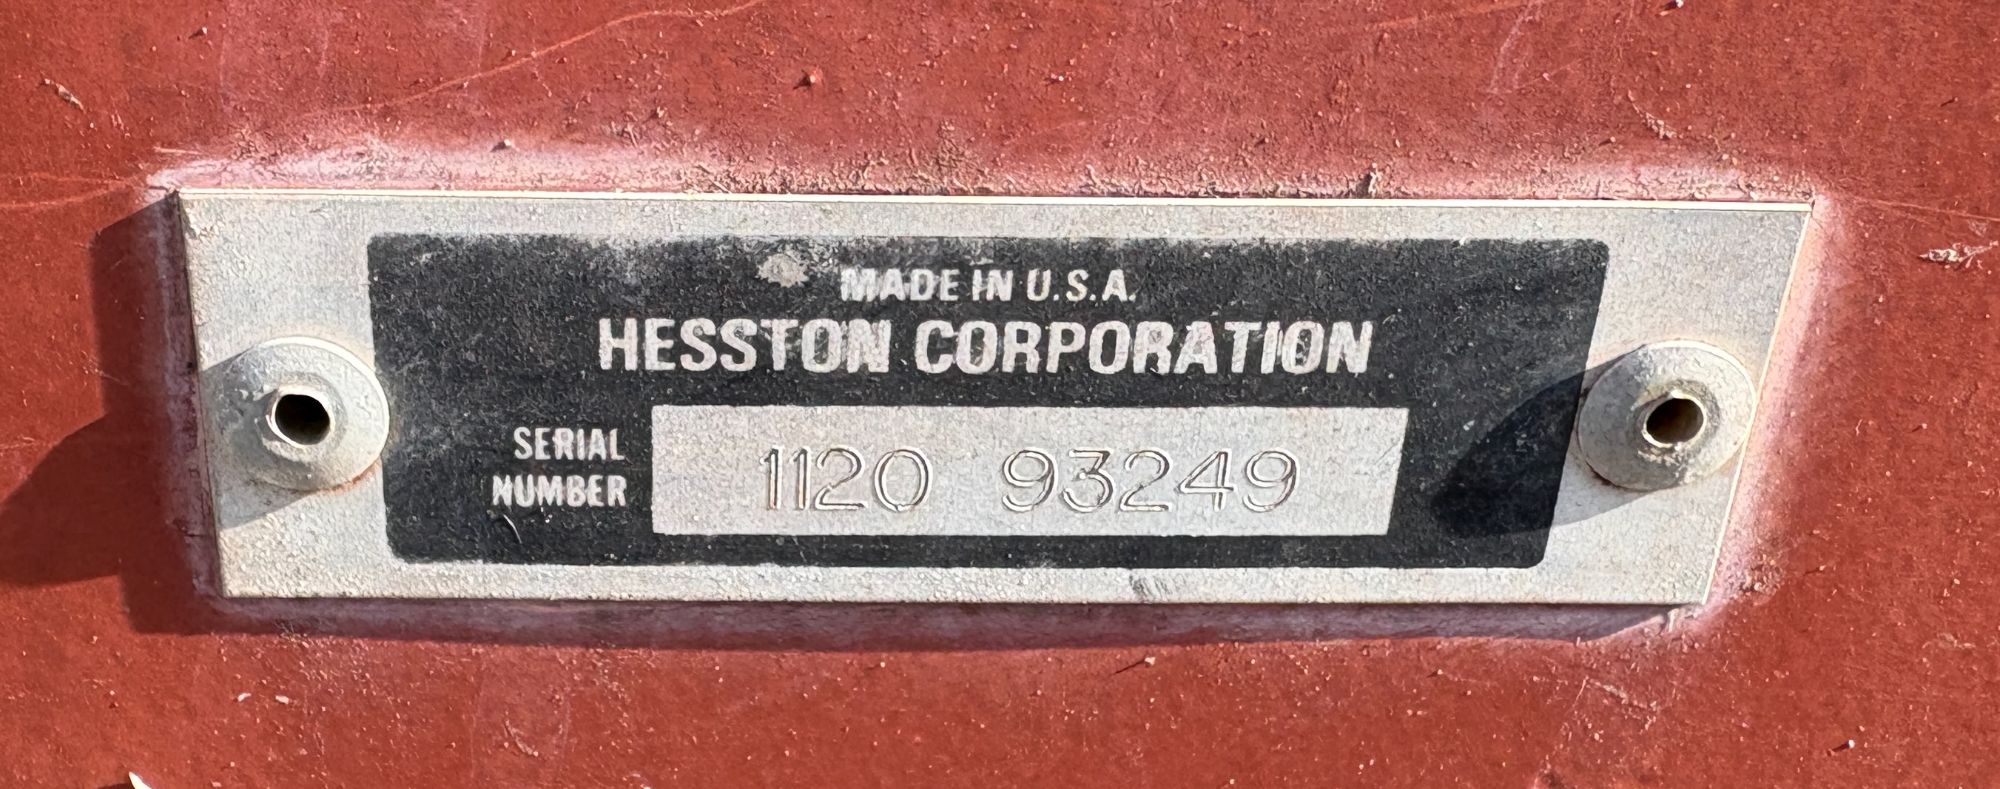 MADE IN U.S.A.
HESSTON CORPORATION
SERIAL
NUMBER
1120 93249